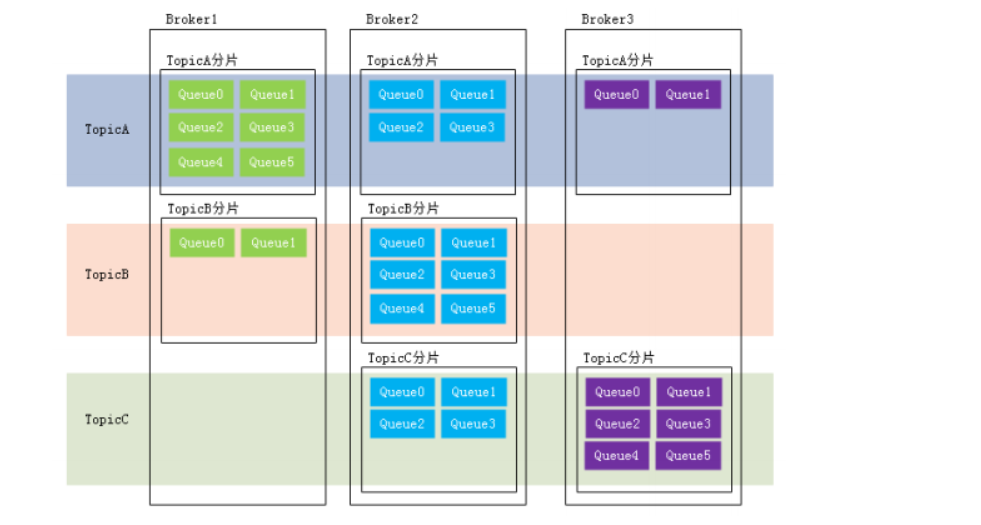 Broker1 Broker2 Broker3
TopicA分片 TopicA分片 TopicA分片
Queue0 Queue1 Queue0 Queue1 Queue0 Queue1
TopicA Queue2 Queue3 Queue2 Queue3
Queue4 Queue5
TopicB分片 TopicB分片
Queue0 Queue1 Queue0 Queue1
TopicB Queue2 Queue3
Queue4 Queue5
TopicC分片 TopicC分片
Queue0 Queue1 Queue0 Queue1
TopicC Queue2 Queue3 Queue2 Queue3
Queue4 Queue5